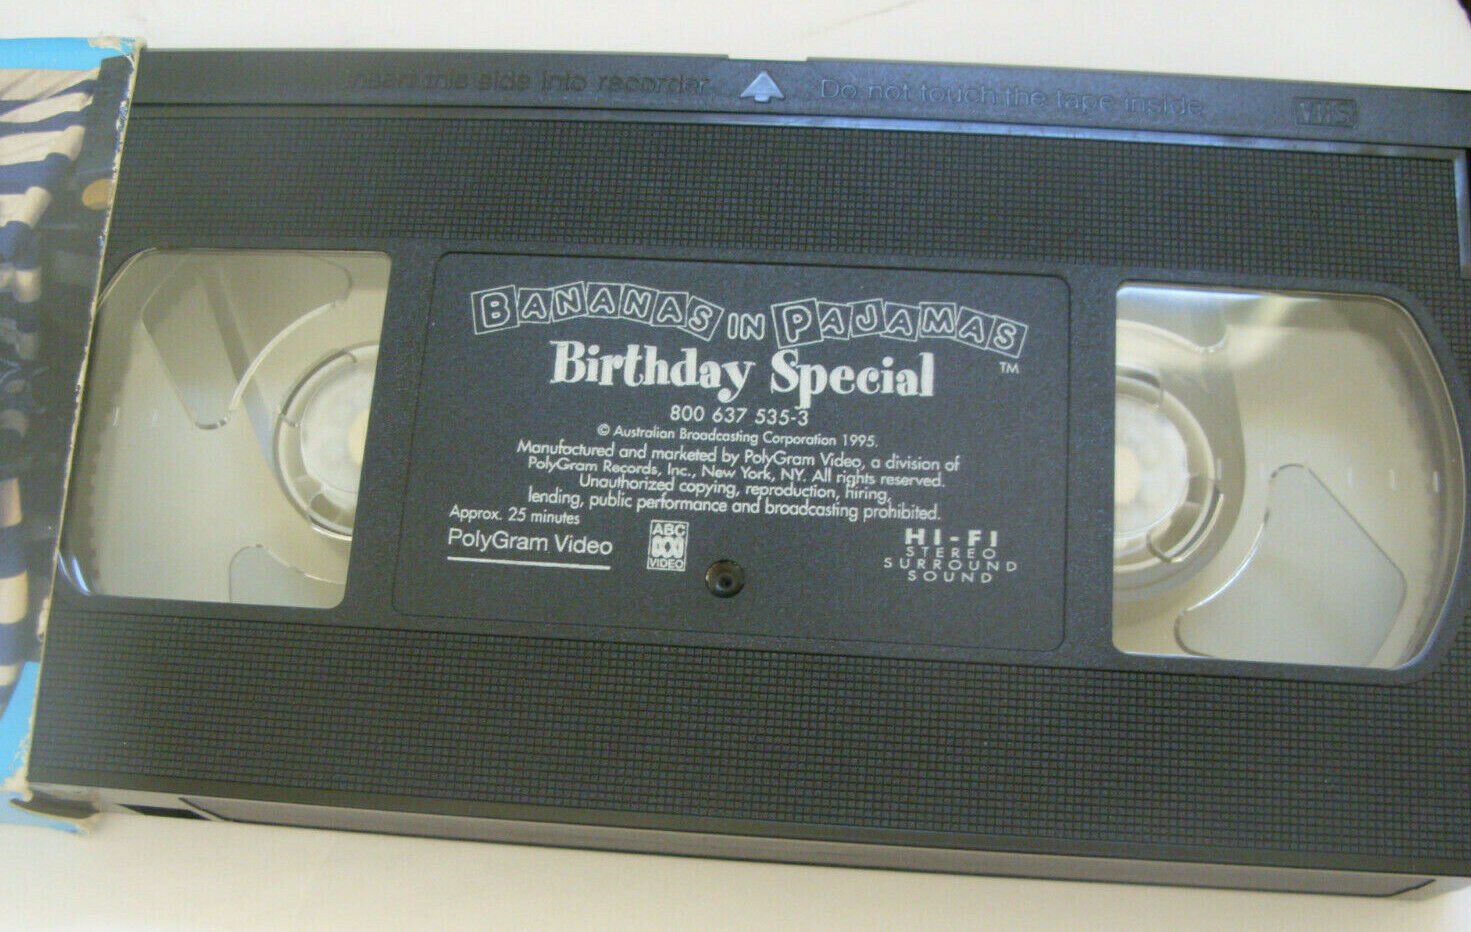 Insert this side into recorder
Do not touch the tape inside
VHS
BANANAS IN PAJAMAS
TM
Birthday Special
800 637 535-3
© Australian Broadcasting Corporation 1995.
Manufactured and marketed by PolyGram Video, a division of
PolyGram Records, Inc., New York, NY. All rights reserved.
Unauthorized copying, reproduction, hiring,
lending, public performance and broadcasting prohibited.
Approx. 25 minutes
PolyGram Video
ABC
VIDEO
HI-FI
STEREO
SURROUND
SOUND